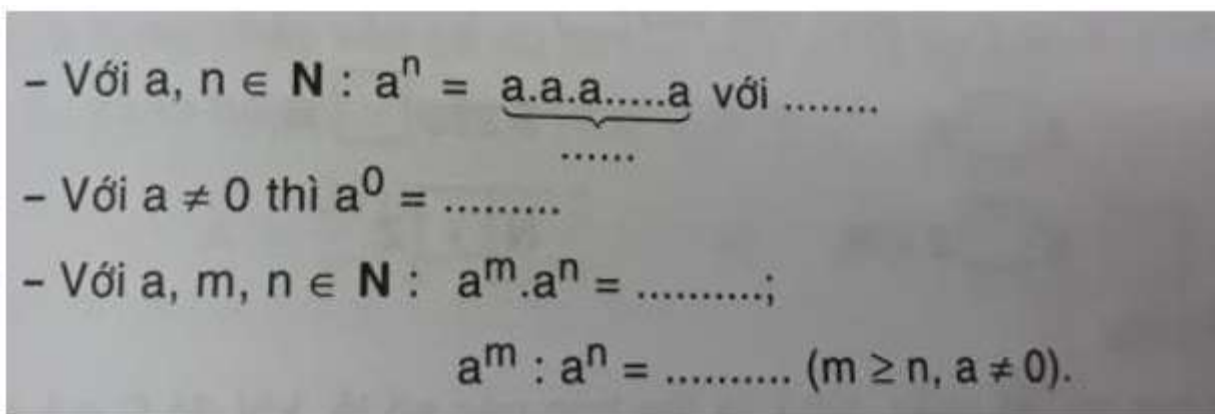 – Với a, n ∈ N : aⁿ = a.a.a.....a với ........
......
– Với a ≠ 0 thì a⁰ = .........
– Với a, m, n ∈ N : aᵐ.aⁿ = ..........;
aᵐ : aⁿ = .......... (m ≥ n, a ≠ 0).